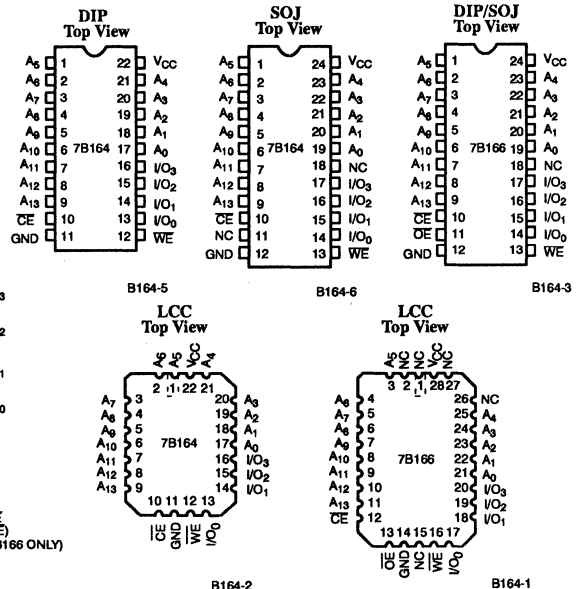 DIP
Top View
A5 1 22 VCC
A6 2 21 A4
A7 3 20 A3
A8 4 19 A2
A9 5 18 A1
A10 6 7B164 17 A0
A11 7 16 I/O3
A12 8 15 I/O2
A13 9 14 I/O1
CE 10 13 I/O0
GND 11 12 WE
B164-5
SOJ
Top View
A5 1 24 VCC
A6 2 23 A4
A7 3 22 A3
A8 4 21 A2
A9 5 20 A1
A10 6 7B164 19 A0
A11 7 18 NC
A12 8 17 I/O3
A13 9 16 I/O2
CE 10 15 I/O1
NC 11 14 I/O0
GND 12 13 WE
B164-6
DIP/SOJ
Top View
A5 1 24 VCC
A6 2 23 A4
A7 3 22 A3
A8 4 21 A2
A9 5 20 A1
A10 6 7B166 19 A0
A11 7 18 NC
A12 8 17 I/O3
A13 9 16 I/O2
CE 10 15 I/O1
OE 11 14 I/O0
GND 12 13 WE
B164-3
3
2
1
0
E)
B166 ONLY)
LCC
Top View
A6 A5 VCC A4
2 1 22 21
A7 3 20 A3
A8 4 19 A2
A9 5 18 A1
A10 6 7B164 17 A0
A11 7 16 I/O3
A12 8 15 I/O2
A13 9 14 I/O1
10 11 12 13
CE GND WE I/O0
B164-2
LCC
Top View
A5 NC NC VCC NC
3 2 1 28 27
A6 4 26 NC
A7 5 25 A4
A8 6 24 A3
A9 7 23 A2
A10 8 7B166 22 A1
A11 9 21 A0
A12 10 20 I/O3
A13 11 19 I/O2
CE 12 18 I/O1
13 14 15 16 17
OE GND NC WE I/O0
B164-1